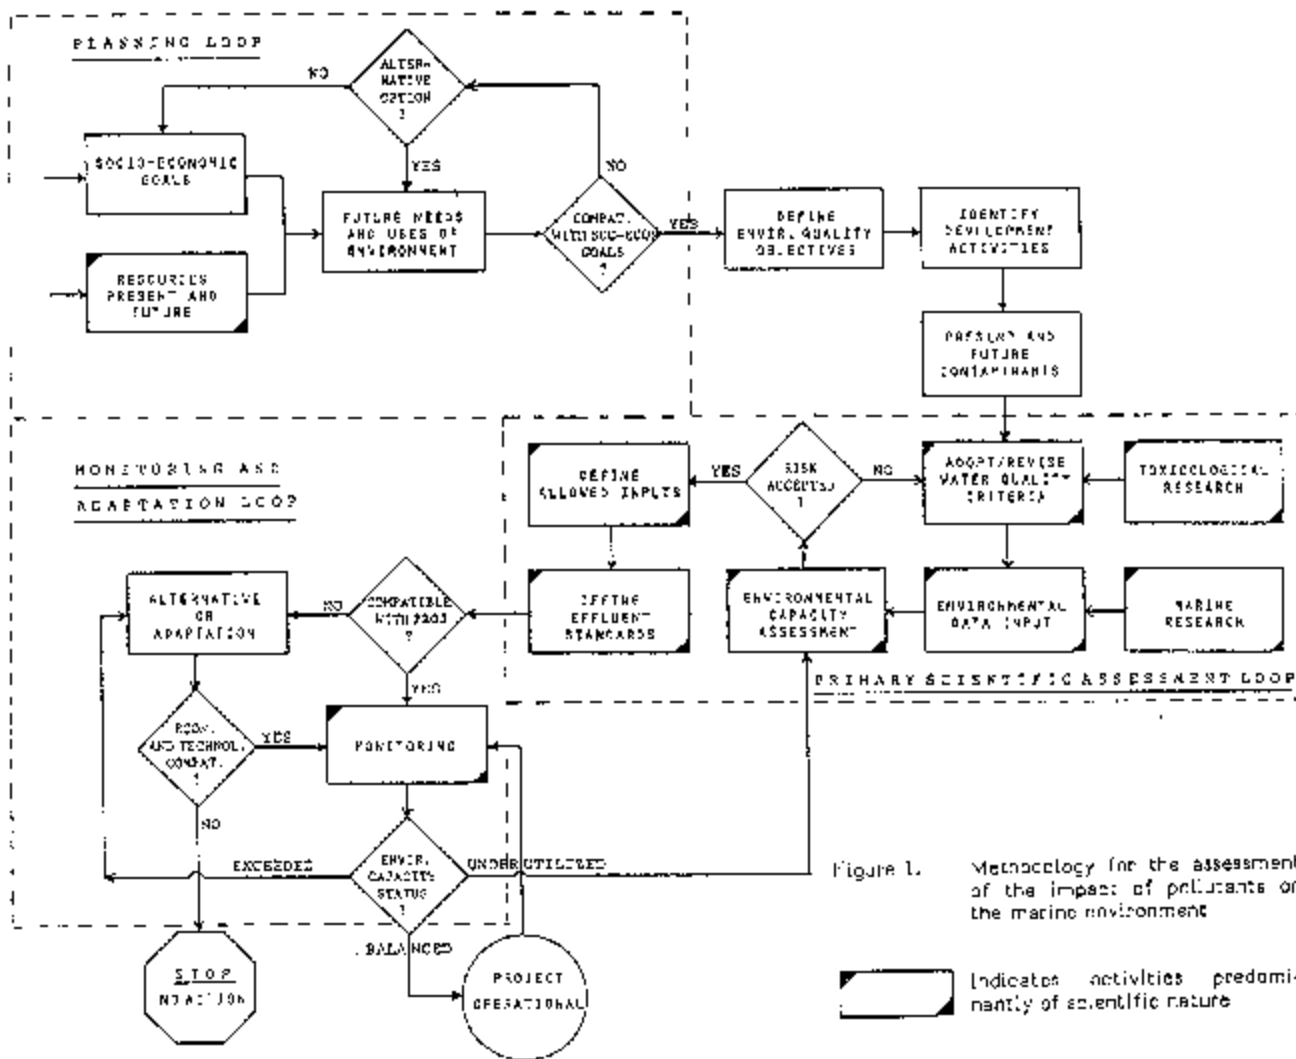 PLANNING LOOP
ALTER-
NATIVE
OPTION
?
NO
YES
SOCIO-ECONOMIC
GOALS
RESOURCES
PRESENT AND
FUTURE
FUTURE NEEDS
AND USES OF
ENVIRONMENT
NO
COMPAT.
WITH SOC-ECON
GOALS
?
YES
DEFINE
ENVIR. QUALITY
OBJECTIVES
IDENTIFY
DEVELOPMENT
ACTIVITIES
PRESENT AND
FUTURE
CONTAMINANTS
MONITORING AND
ADAPTATION LOOP
DEFINE
ALLOWED INPUTS
YES
RISK
ACCEPTED
?
NO
ADOPT/REVISE
WATER QUALITY
CRITERIA
TOXICOLOGICAL
RESEARCH
ALTERNATIVE
OR
ADAPTATION
NO
COMPATIBLE
WITH PROJ
?
YES
DEFINE
EFFLUENT
STANDARDS
ENVIRONMENTAL
CAPACITY
ASSESSMENT
ENVIRONMENTAL
DATA INPUT
MARINE
RESEARCH
PRIMARY SCIENTIFIC ASSESSMENT LOOP
AND TECHNOL.
COMPAT.
?
YES
NO
MONITORING
EXCEEDED
ENVIR.
CAPACITY
STATUS
?
UNDERUTILIZED
BALANCED
STOP
NO ACTION
PROJECT
OPERATIONAL
Figure 1. Methodology for the assessment
of the impact of pollutants on
the marine environment
Indicates activities predomi-
nantly of scientific nature